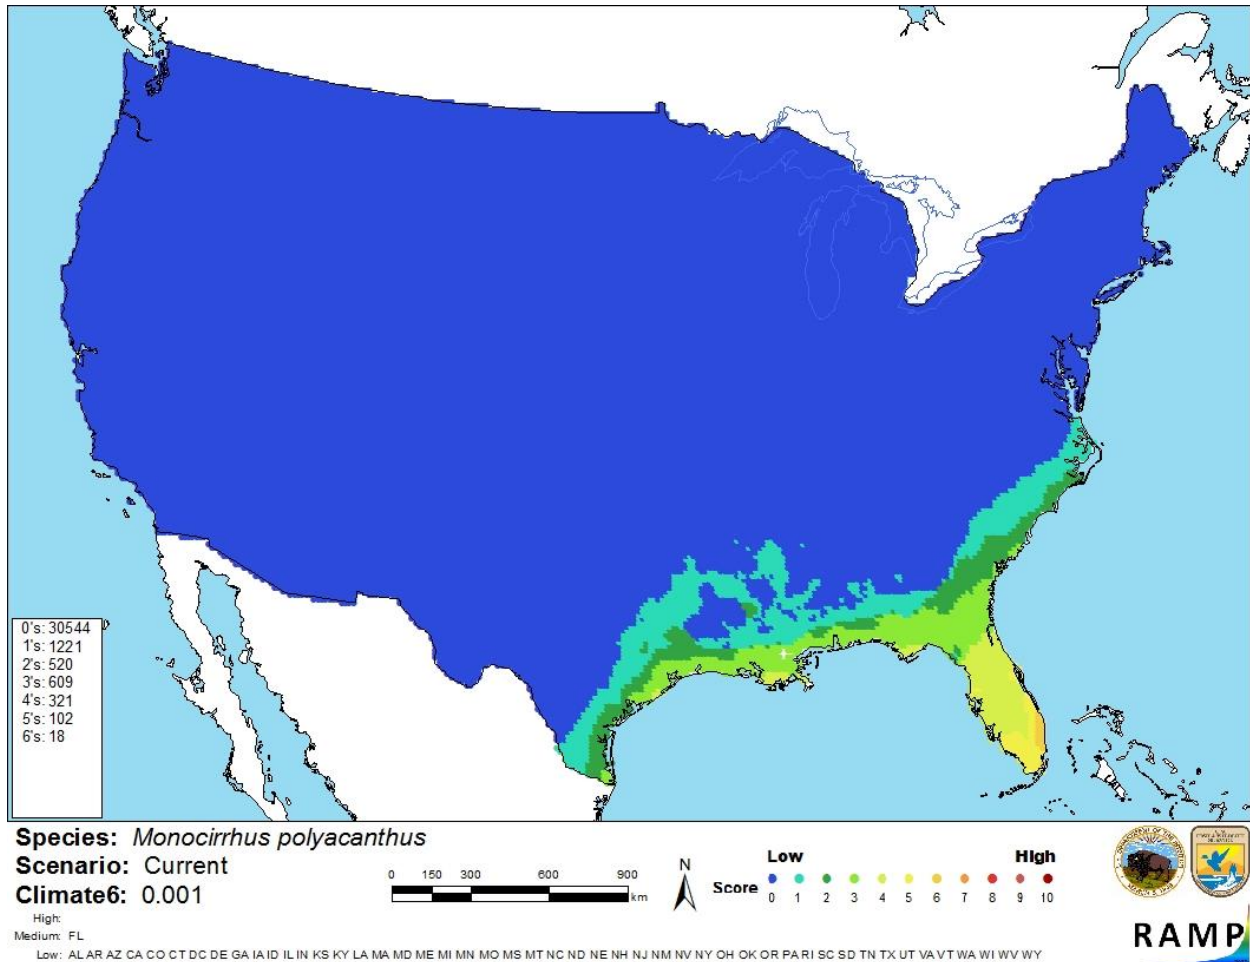 0's: 30544
1's: 1221
2's: 520
3's: 609
4's: 321
5's: 102
6's: 18
Species: Monocirrhus polyacanthus
Scenario: Current
Climate6: 0.001
High:
Medium: FL
Low: AL AR AZ CA CO CT DC DE GA IA ID IL IN KS KY LA MA MD ME MI MN MO MS MT NC ND NE NH NJ NM NV NY OH OK OR PA RI SC SD TN TX UT VA VT WA WI WV WY
0 150 300 600 900
km
N
Low High
Score
0 1 2 3 4 5 6 7 8 9 10
RAMP